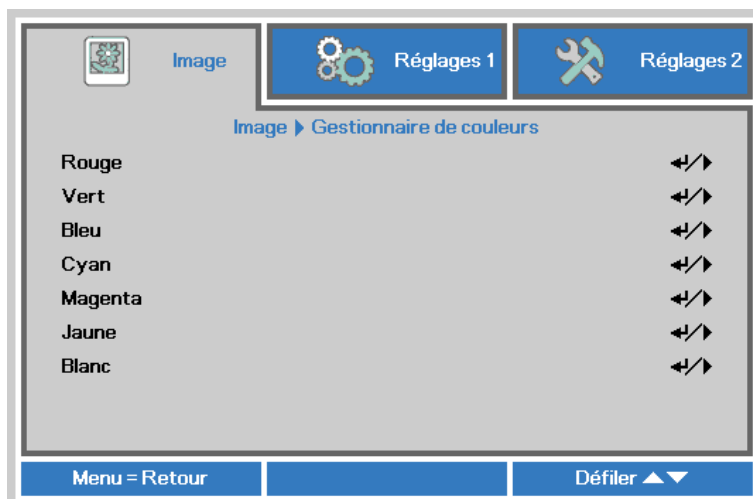 Image
Réglages 1
Réglages 2
Image ▶ Gestionnaire de couleurs
Rouge
Vert
Bleu
Cyan
Magenta
Jaune
Blanc
Menu = Retour
Défiler ▲▼